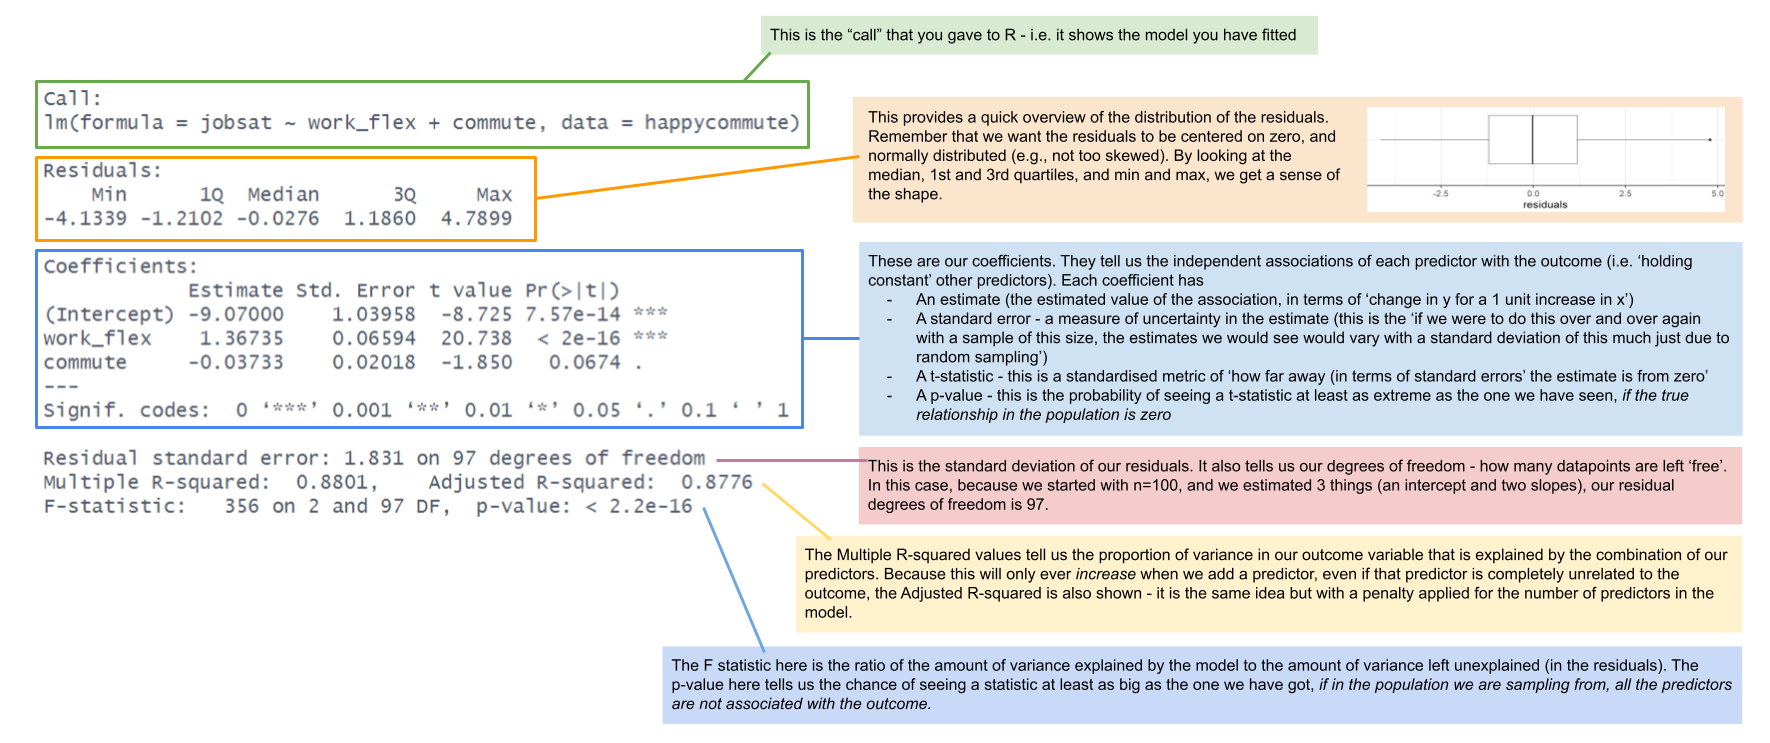 This is the “call” that you gave to R - i.e. it shows the model you have fitted
Call:
lm(formula = jobsat ~ work_flex + commute, data = happycommute)
Residuals:
Min 1Q Median 3Q Max
-4.1339 -1.2102 -0.0276 1.1860 4.7899
This provides a quick overview of the distribution of the residuals.
Remember that we want the residuals to be centered on zero, and
normally distributed (e.g., not too skewed). By looking at the
median, 1st and 3rd quartiles, and min and max, we get a sense of
the shape.
-2.5 0.0 2.5 5.0
residuals
Coefficients:
Estimate Std. Error t value Pr(>|t|)
(Intercept) -9.07000 1.03958 -8.725 7.57e-14 ***
work_flex 1.36735 0.06594 20.738 < 2e-16 ***
commute -0.03733 0.02018 -1.850 0.0674 .
---
Signif. codes: 0 ‘***’ 0.001 ‘**’ 0.01 ‘*’ 0.05 ‘.’ 0.1 ‘ ’ 1
These are our coefficients. They tell us the independent associations of each predictor with the outcome (i.e. ‘holding
constant’ other predictors). Each coefficient has
- An estimate (the estimated value of the association, in terms of ‘change in y for a 1 unit increase in x’)
- A standard error - a measure of uncertainty in the estimate (this is the ‘if we were to do this over and over again
with a sample of this size, the estimates we would see would vary with a standard deviation of this much just due to
random sampling’)
- A t-statistic - this is a standardised metric of ‘how far away (in terms of standard errors’ the estimate is from zero’
- A p-value - this is the probability of seeing a t-statistic at least as extreme as the one we have seen, if the true
relationship in the population is zero
Residual standard error: 1.831 on 97 degrees of freedom
Multiple R-squared: 0.8801, Adjusted R-squared: 0.8776
F-statistic: 356 on 2 and 97 DF, p-value: < 2.2e-16
This is the standard deviation of our residuals. It also tells us our degrees of freedom - how many datapoints are left ‘free’.
In this case, because we started with n=100, and we estimated 3 things (an intercept and two slopes), our residual
degrees of freedom is 97.
The Multiple R-squared values tell us the proportion of variance in our outcome variable that is explained by the combination of our
predictors. Because this will only ever increase when we add a predictor, even if that predictor is completely unrelated to the
outcome, the Adjusted R-squared is also shown - it is the same idea but with a penalty applied for the number of predictors in the
model.
The F statistic here is the ratio of the amount of variance explained by the model to the amount of variance left unexplained (in the residuals). The
p-value here tells us the chance of seeing a statistic at least as big as the one we have got, if in the population we are sampling from, all the predictors
are not associated with the outcome.